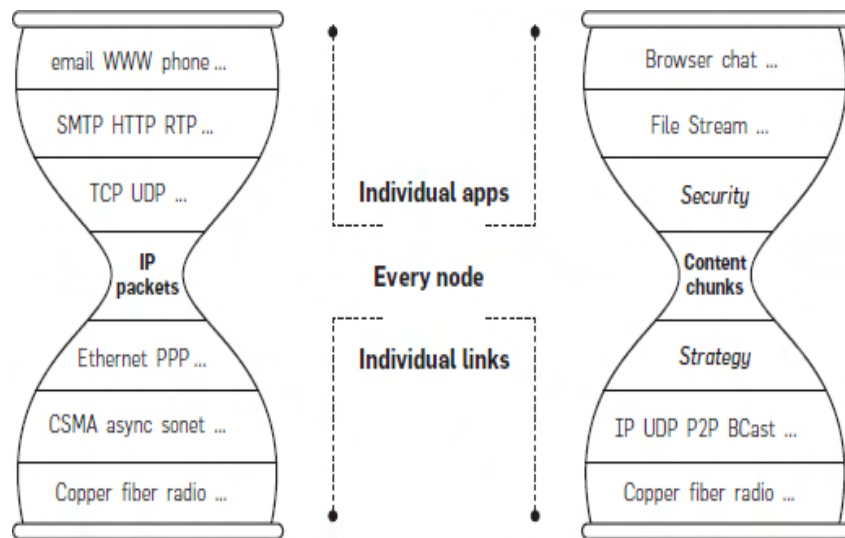 email WWW phone ...
SMTP HTTP RTP ...
TCP UDP ...
IP
packets
Ethernet PPP ...
CSMA async sonet ...
Copper fiber radio ...
Individual apps
Every node
Individual links
Browser chat ...
File Stream ...
Security
Content
chunks
Strategy
IP UDP P2P BCast ...
Copper fiber radio ...